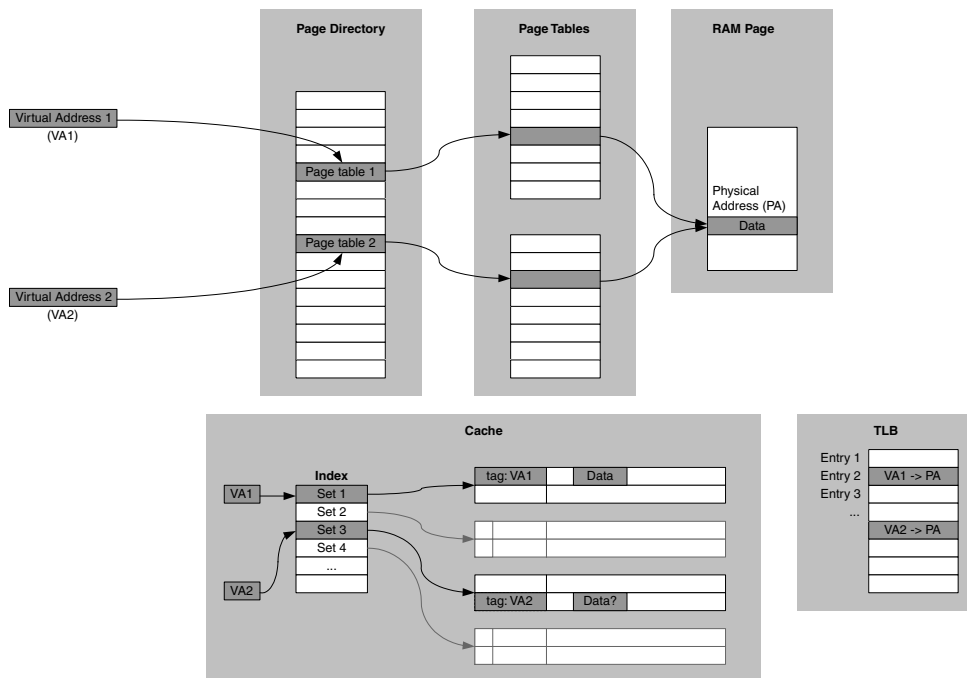 Page Directory
Page Tables
RAM Page
Virtual Address 1
(VA1)
Page table 1
Physical
Address (PA)
Data
Page table 2
Virtual Address 2
(VA2)
Cache
Index
VA1
Set 1
Set 2
Set 3
Set 4
...
VA2
tag: VA1
Data
tag: VA2
Data?
TLB
Entry 1
Entry 2
VA1 -> PA
Entry 3
...
VA2 -> PA